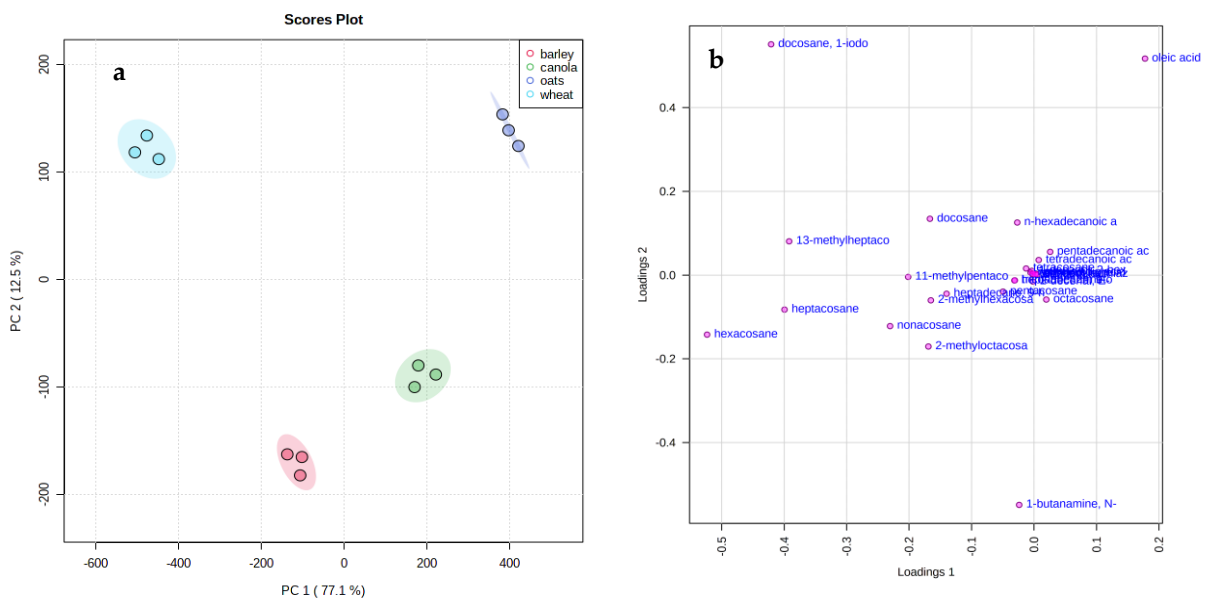 Scores Plot
a
barley
canola
oats
wheat
200
100
0
-100
-200
-600
-400
-200
0
200
400
PC 1 ( 77.1 %)
PC 2 ( 12.5 %)
b
docosane, 1-iodo
oleic acid
docosane
n-hexadecanoic a
13-methylheptaco
pentadecanoic ac
tetradecanoic ac
tetracosane
11-methylpentaco
pentacosane
2-methylhexacosa
octacosane
heptacosane
nonacosane
hexacosane
2-methyloctacosa
1-butanamine, N-
0.4
0.2
0.0
-0.2
-0.4
-0.5
-0.4
-0.3
-0.2
-0.1
0.0
0.1
0.2
Loadings 1
Loadings 2